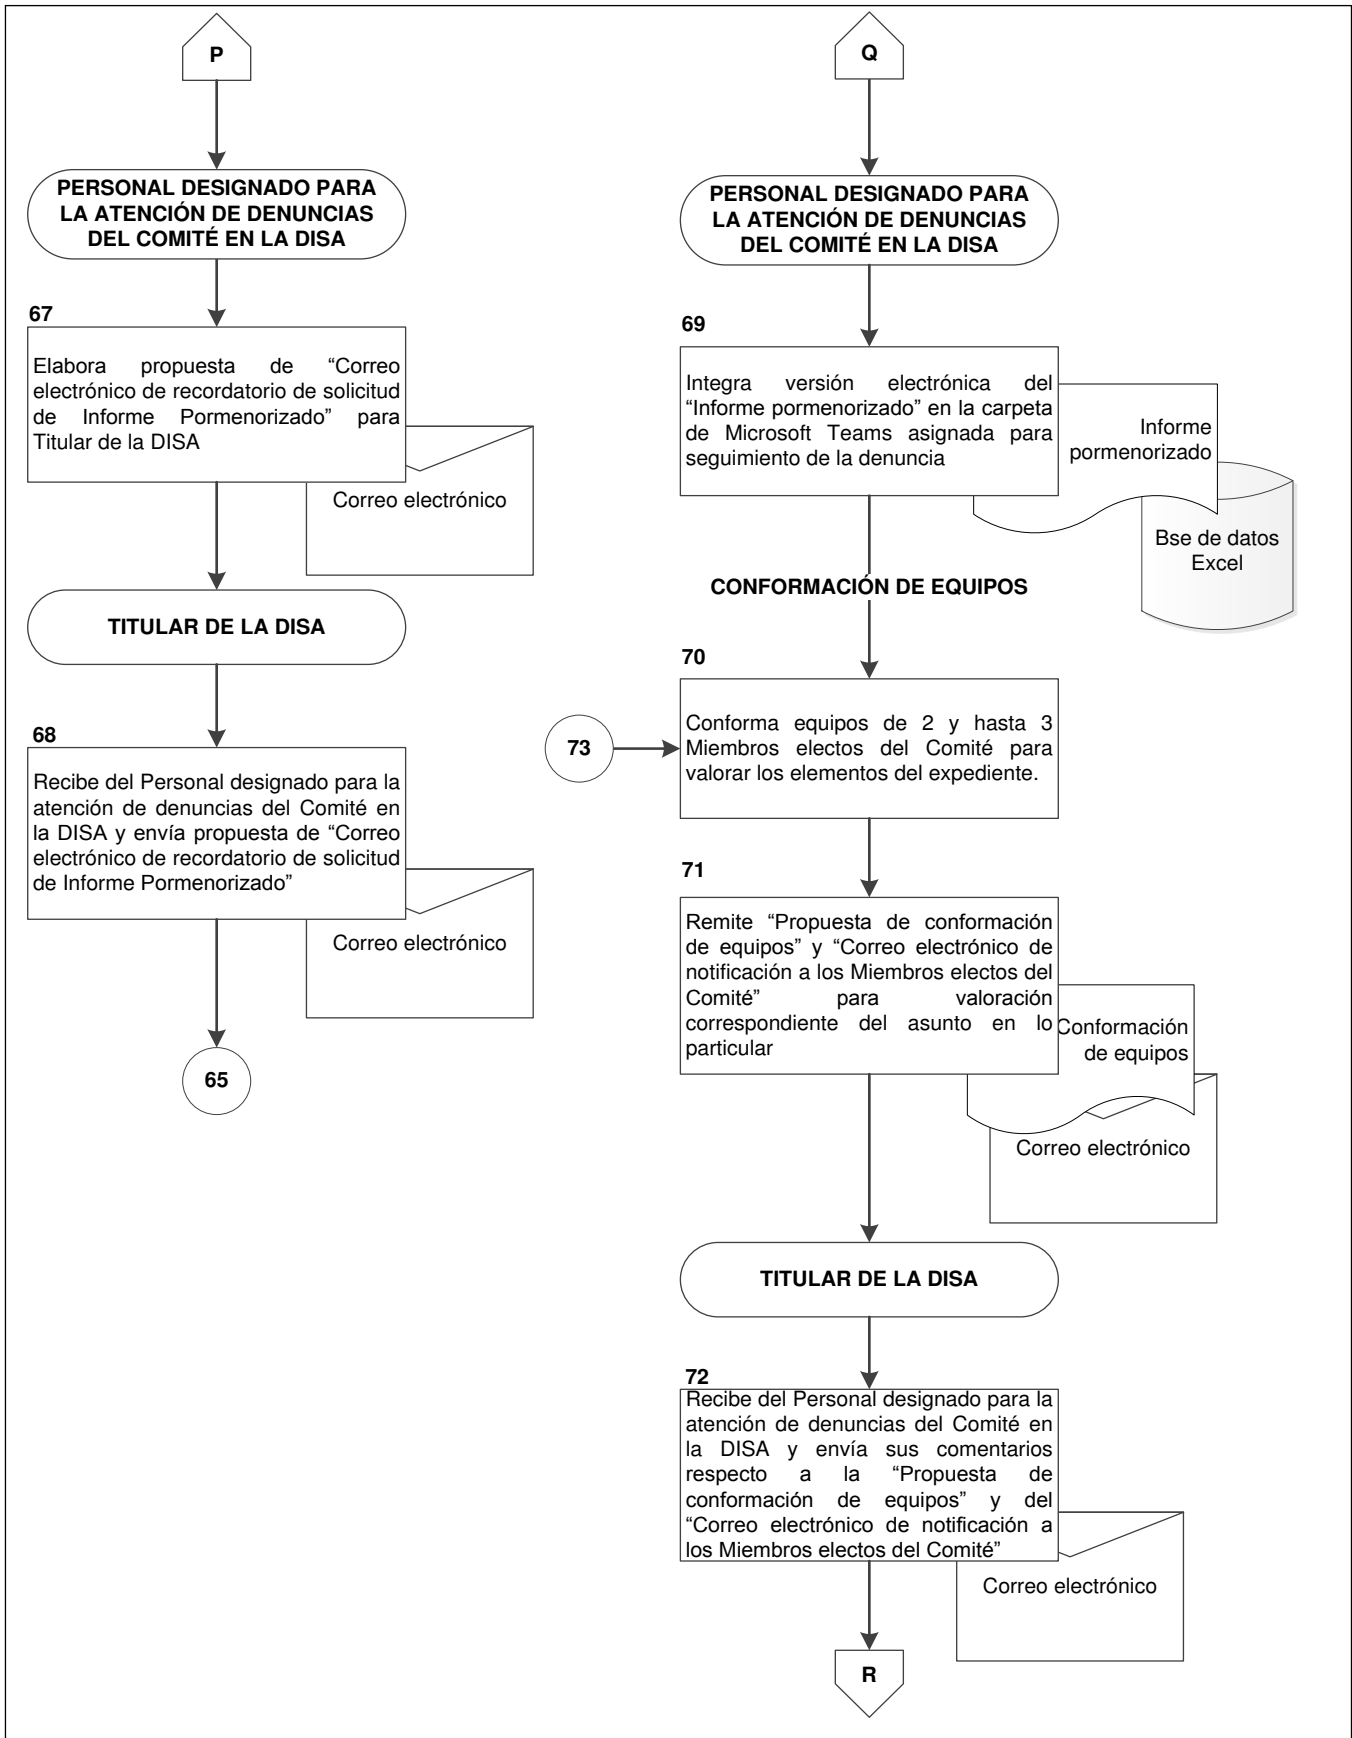 P
PERSONAL DESIGNADO PARA
LA ATENCIÓN DE DENUNCIAS
DEL COMITÉ EN LA DISA
67
Elabora propuesta de “Correo
electrónico de recordatorio de solicitud
de Informe Pormenorizado” para
Titular de la DISA
Correo electrónico
TITULAR DE LA DISA
68
Recibe del Personal designado para la
atención de denuncias del Comité en
la DISA y envía propuesta de “Correo
electrónico de recordatorio de solicitud
de Informe Pormenorizado”
Correo electrónico
65
Q
PERSONAL DESIGNADO PARA
LA ATENCIÓN DE DENUNCIAS
DEL COMITÉ EN LA DISA
69
Integra versión electrónica del
“Informe pormenorizado” en la carpeta
de Microsoft Teams asignada para
seguimiento de la denuncia
Informe
pormenorizado
Bse de datos
Excel
CONFORMACIÓN DE EQUIPOS
70
73
Conforma equipos de 2 y hasta 3
Miembros electos del Comité para
valorar los elementos del expediente.
71
Remite “Propuesta de conformación
de equipos” y “Correo electrónico de
notificación a los Miembros electos del
Comité” para valoración
correspondiente del asunto en lo
particular
Conformación
de equipos
Correo electrónico
TITULAR DE LA DISA
72
Recibe del Personal designado para la
atención de denuncias del Comité en
la DISA y envía sus comentarios
respecto a la “Propuesta de
conformación de equipos” y del
“Correo electrónico de notificación a
los Miembros electos del Comité”
Correo electrónico
R